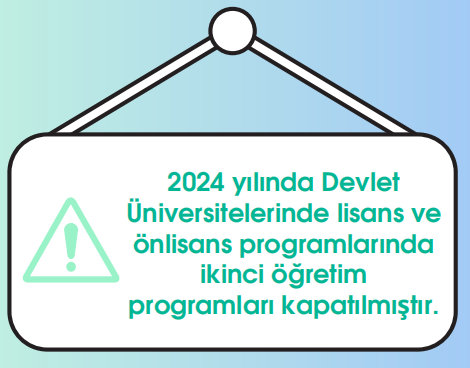 2024 yılında Devlet
Üniversitelerinde lisans ve
önlisans programlarında
ikinci öğretim
programları kapatılmıştır.